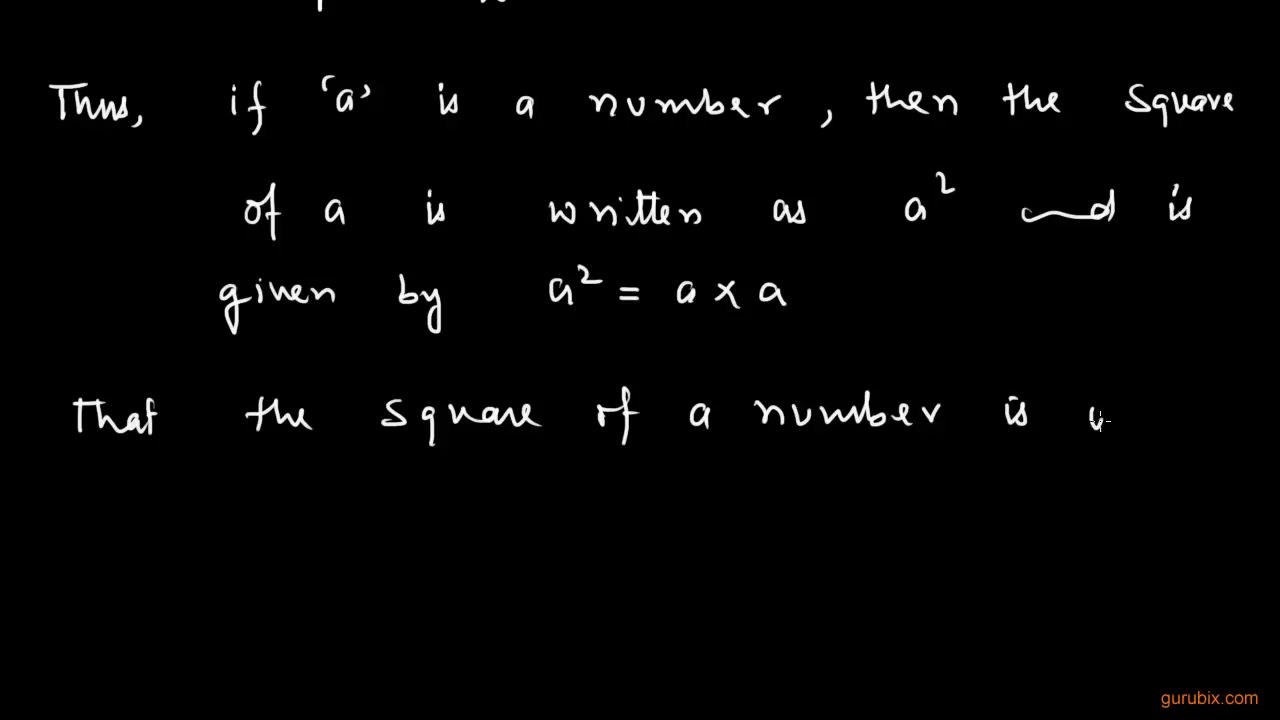 Thus, if 'a' is a number, then the square
of a is written as a² and is
given by a² = a × a
That the square of a number is
gurubix.com